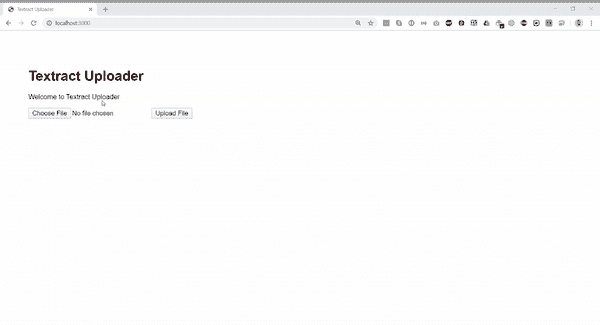 Textract Uploader
localhost:3000
Textract Uploader
Welcome to Textract Uploader
Choose File No file chosen Upload File